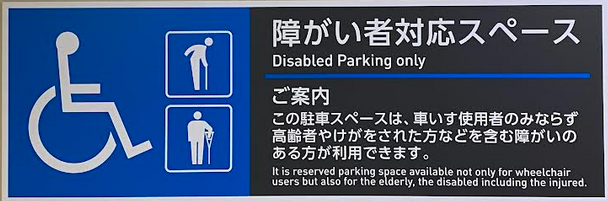 障がい者対応スペース
Disabled Parking only
ご案内
この駐車スペースは、車いす使用者のみならず
高齢者やけがをされた方などを含む障がいの
ある方が利用できます。
It is reserved parking space available not only for wheelchair
users but also for the elderly, the disabled including the injured.